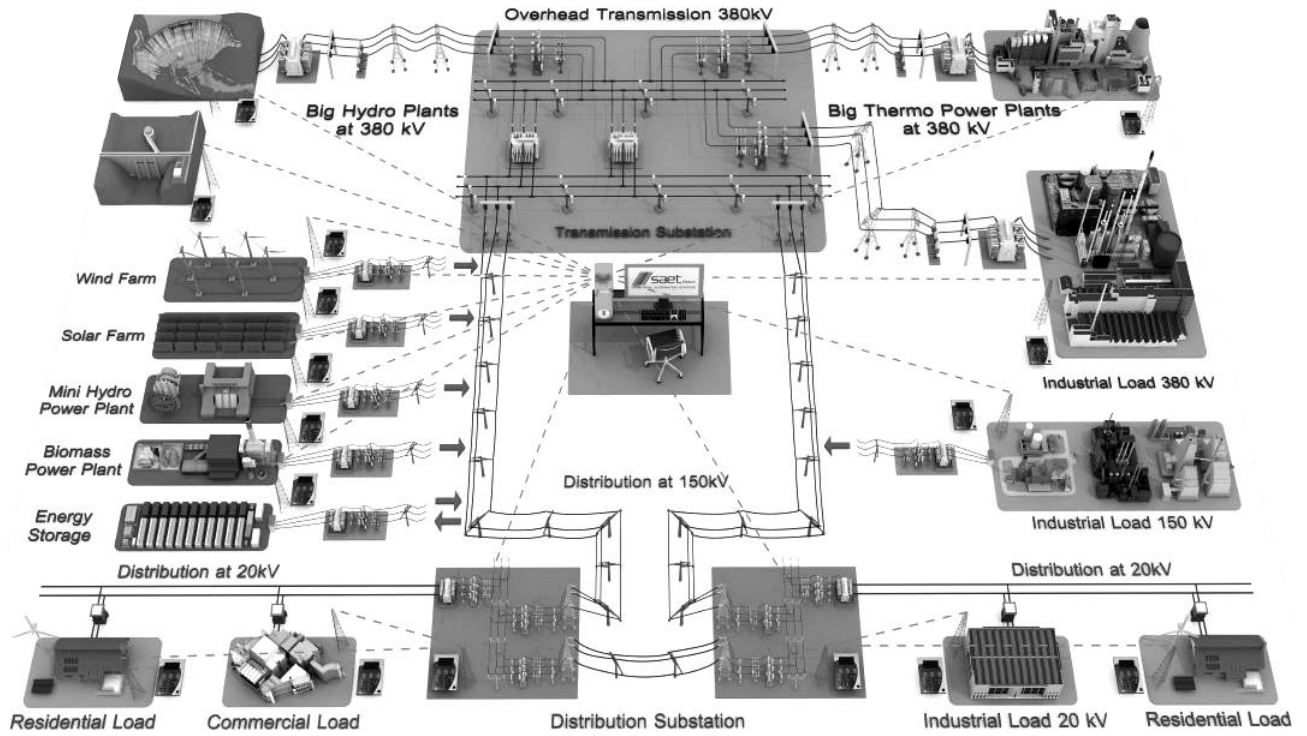 Overhead Transmission 380kV
Big Hydro Plants
at 380 kV
Big Thermo Power Plants
at 380 kV
Transmission Substation
Wind Farm
saet
Solar Farm
Mini Hydro
Power Plant
Industrial Load 380 kV
Biomass
Power Plant
Distribution at 150kV
Energy
Storage
Industrial Load 150 kV
Distribution at 20kV
Distribution at 20kV
Residential Load
Commercial Load
Distribution Substation
Industrial Load 20 kV
Residential Load